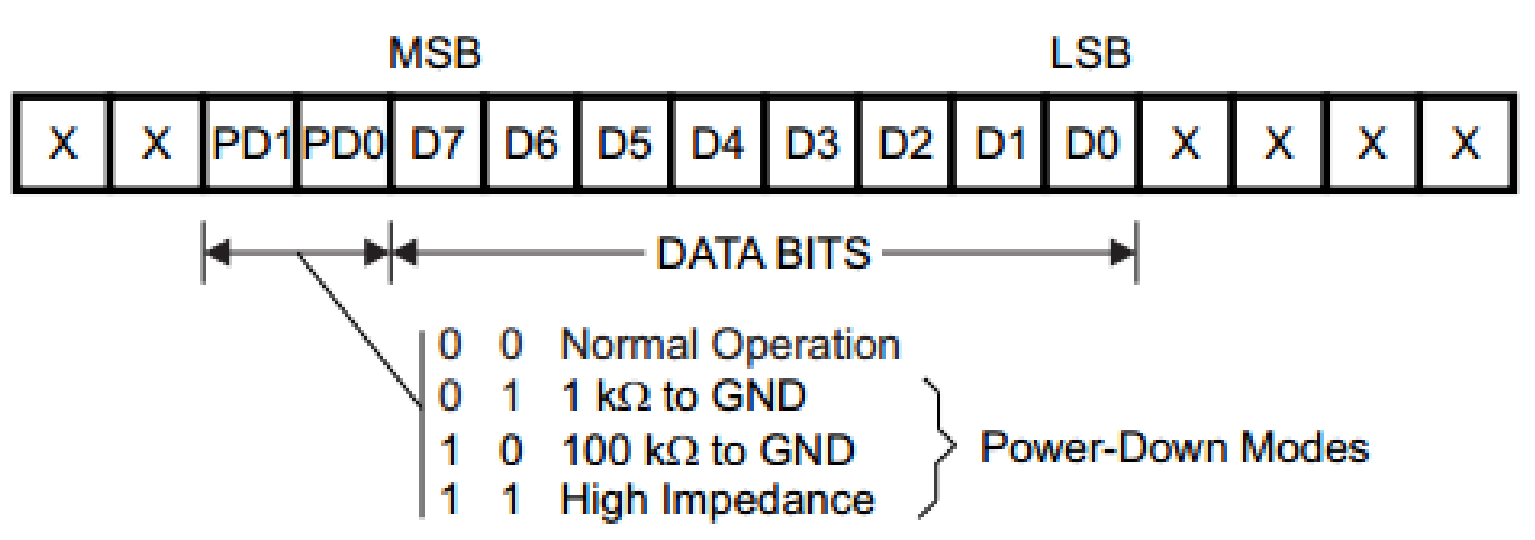 MSB LSB
X X PD1 PD0 D7 D6 D5 D4 D3 D2 D1 D0 X X X X
DATA BITS
0 0 Normal Operation
0 1 1 kΩ to GND
1 0 100 kΩ to GND
1 1 High Impedance
Power-Down Modes